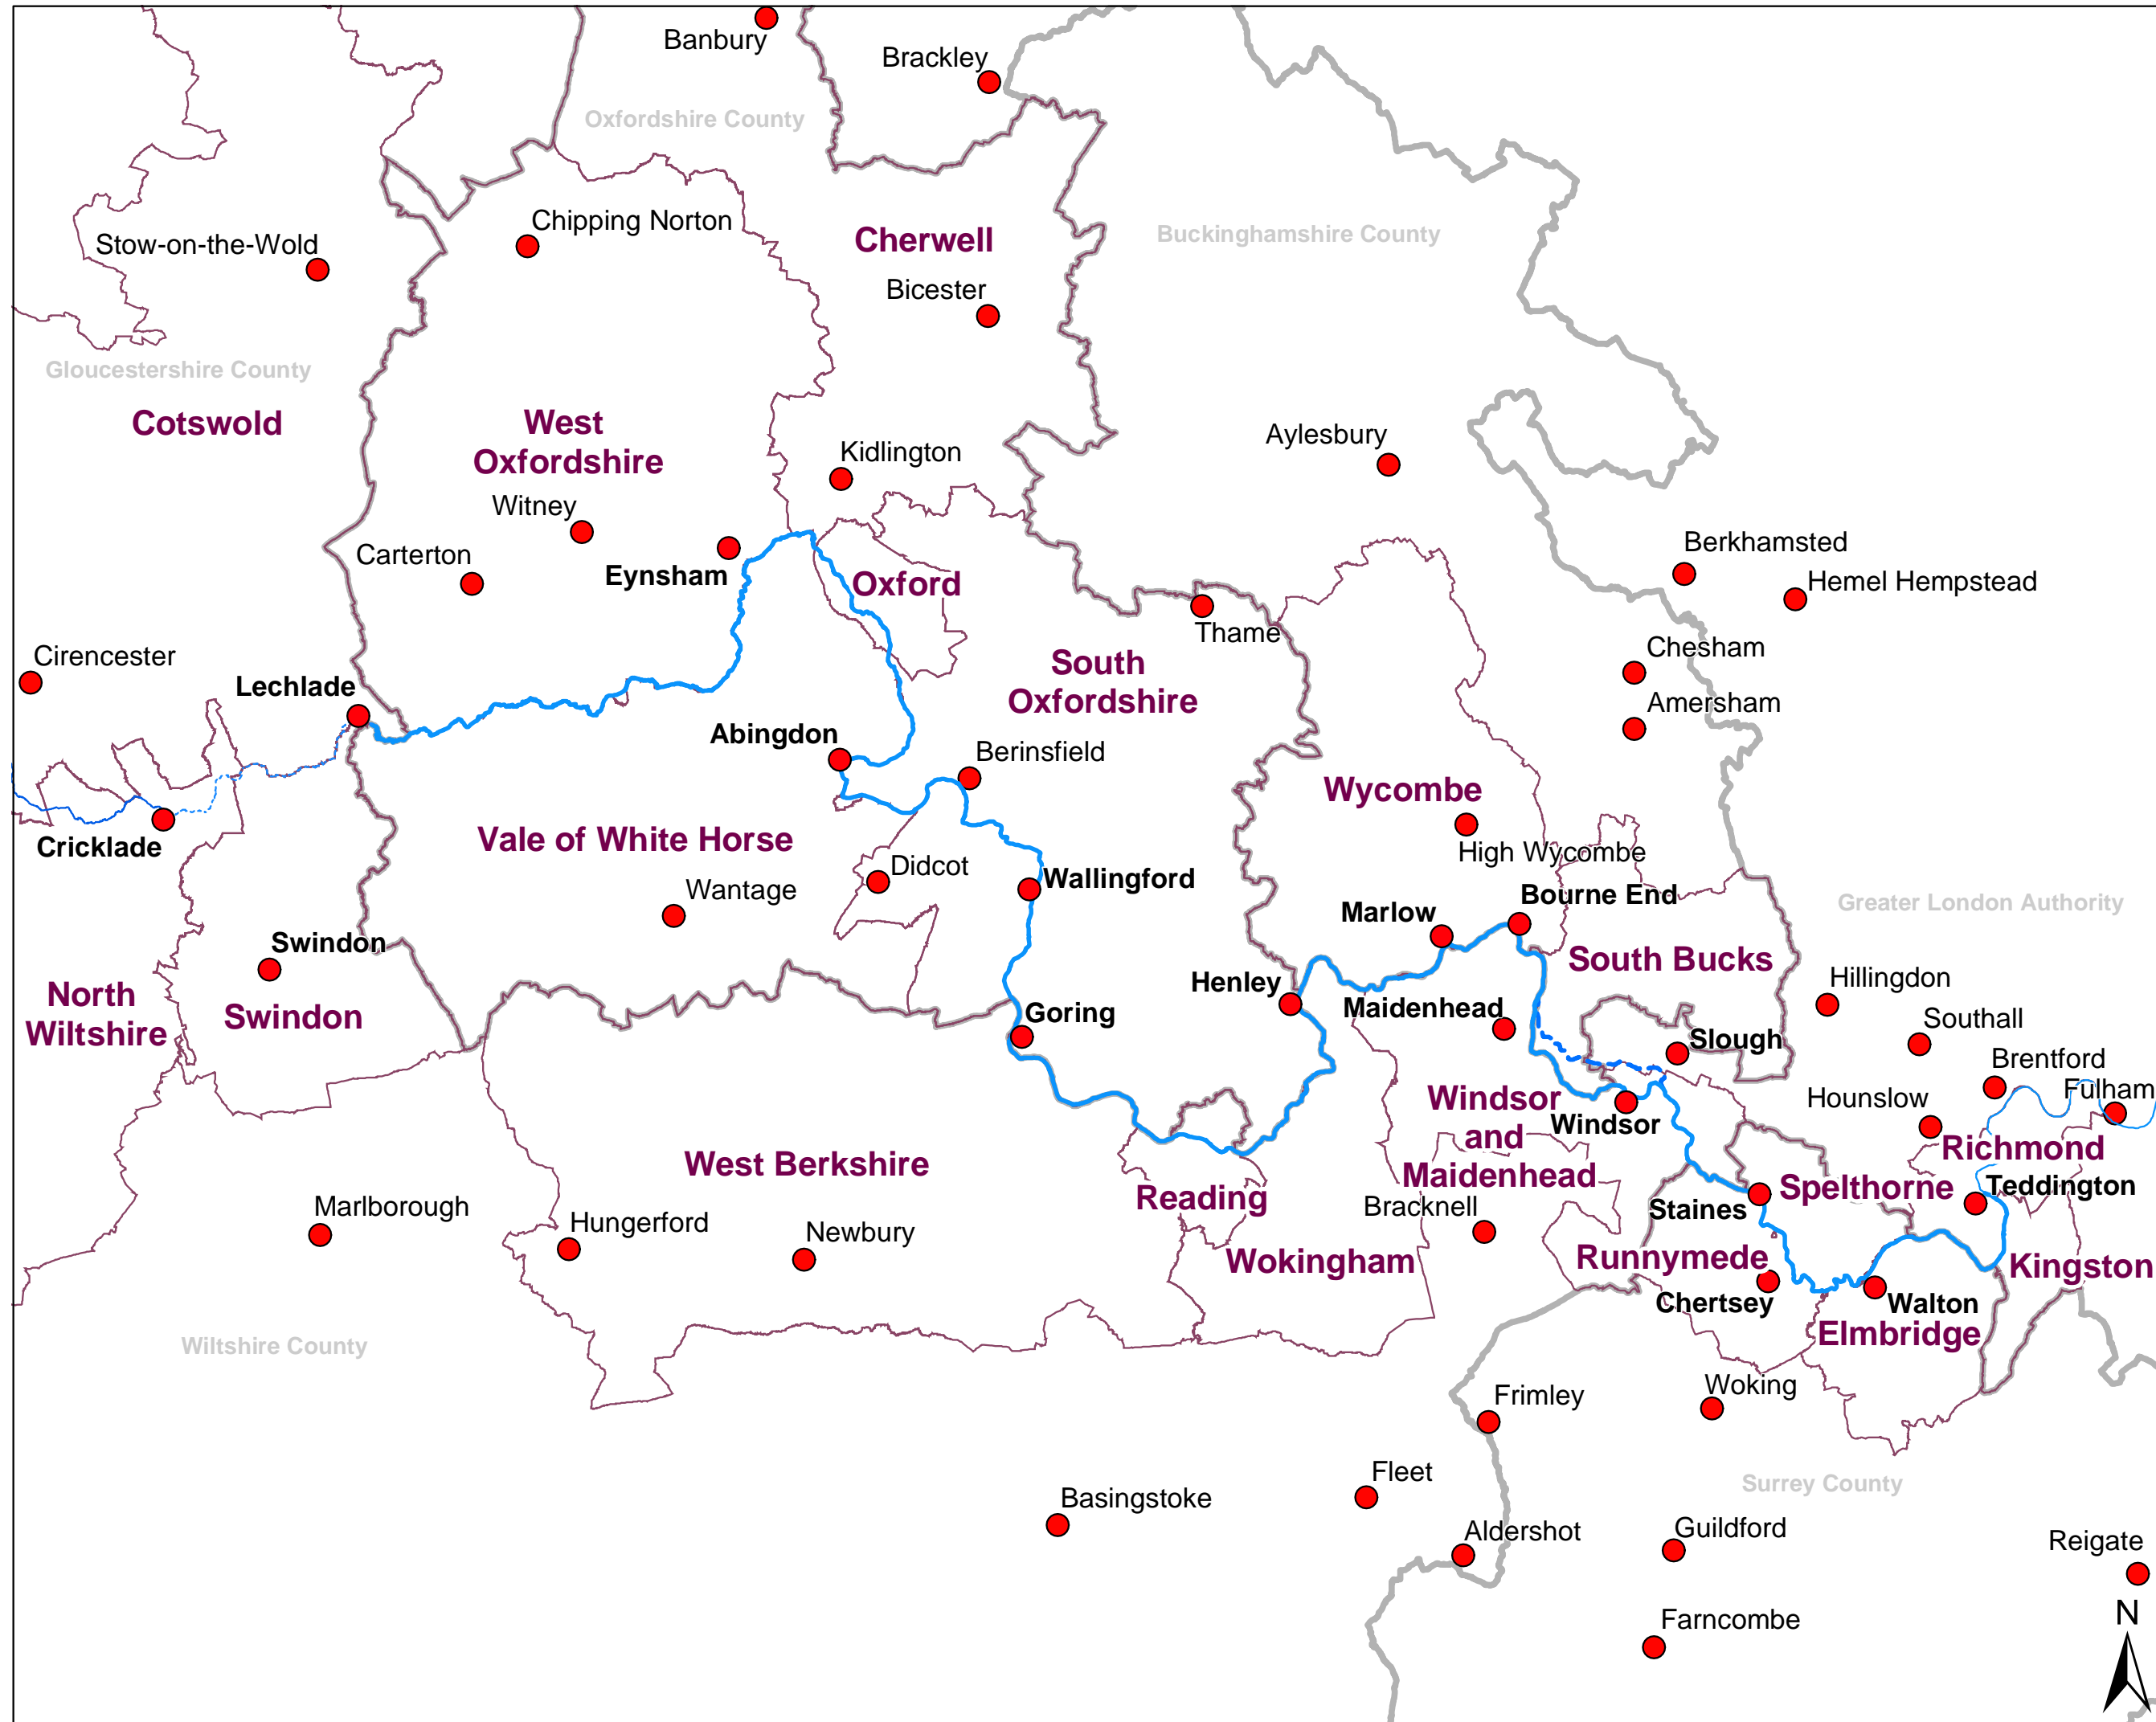 Banbury
Brackley
Oxfordshire County
Chipping Norton
Stow-on-the-Wold
Cherwell
Buckinghamshire County
Bicester
Gloucestershire County
Cotswold
West
Oxfordshire
Aylesbury
Kidlington
Witney
Carterton
Eynsham
Oxford
Berkhamsted
Hemel Hempstead
Thame
Cirencester
Lechlade
South
Oxfordshire
Chesham
Amersham
Abingdon
Berinsfield
Wycombe
Cricklade
Vale of White Horse
High Wycombe
Didcot
Wantage
Wallingford
Bourne End
Marlow
Greater London Authority
Swindon
South Bucks
Henley
Hillingdon
North
Wiltshire
Swindon
Goring
Maidenhead
Slough
Southall
Brentford
Fulham
Hounslow
Windsor
and
Maidenhead
Windsor
Richmond
West Berkshire
Reading
Spelthorne
Teddington
Staines
Marlborough
Hungerford
Newbury
Bracknell
Wokingham
Runnymede
Kingston
Chertsey
Walton
Elmbridge
Wiltshire County
Woking
Frimley
Fleet
Surrey County
Basingstoke
Aldershot
Guildford
Reigate
Farncombe
N